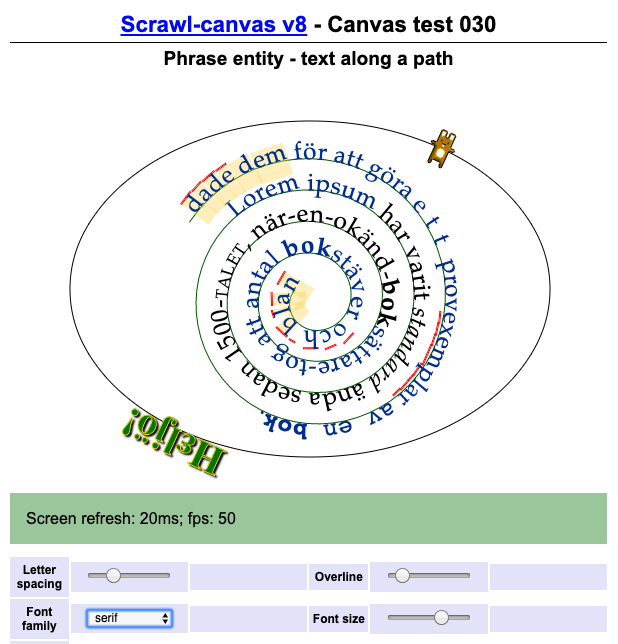 Scrawl-canvas v8 - Canvas test 030
Phrase entity - text along a path
Lorem ipsum har varit standard ända sedan 1500-TALET, när-en-okänd-boksättare-tog att antal bokstäver och blan
dade dem för att göra e t t provexemplar av en bok.
Screen refresh: 20ms; fps: 50
Letter spacing
Overline
Font family
serif
Font size